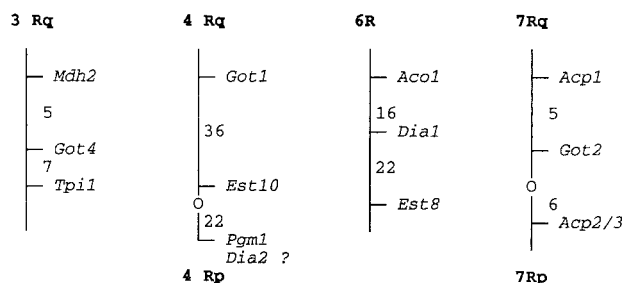 3 Rq
4 Rq
6R
7Rq
Mdh2
5
Got4
7
Tpi1
Got1
36
Est10
O
22
Pgm1
Dia2 ?
4 Rp
Aco1
16
Dia1
22
Est8
Acp1
5
Got2
O
6
Acp2/3
7Rp